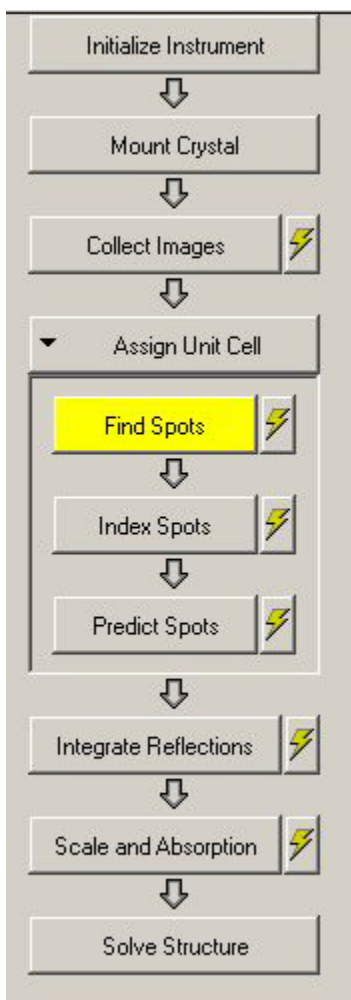 Initialize Instrument
Mount Crystal
Collect Images
Assign Unit Cell
Find Spots
Index Spots
Predict Spots
Integrate Reflections
Scale and Absorption
Solve Structure